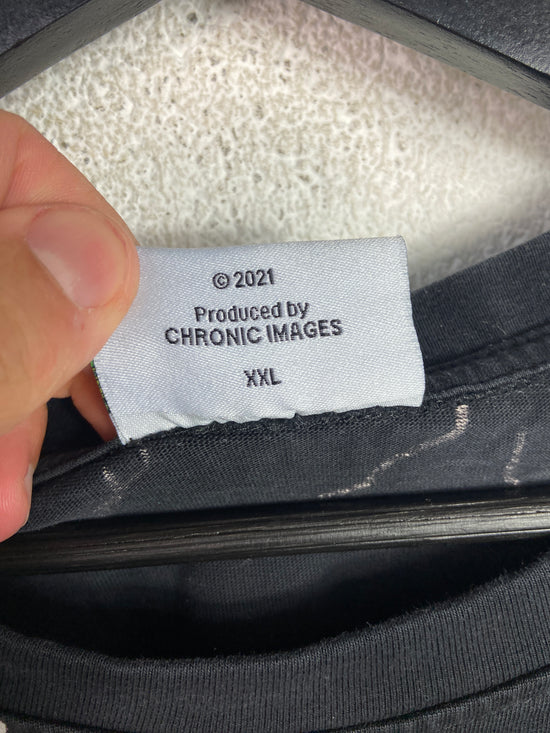 © 2021
Produced by
CHRONIC IMAGES
XXL